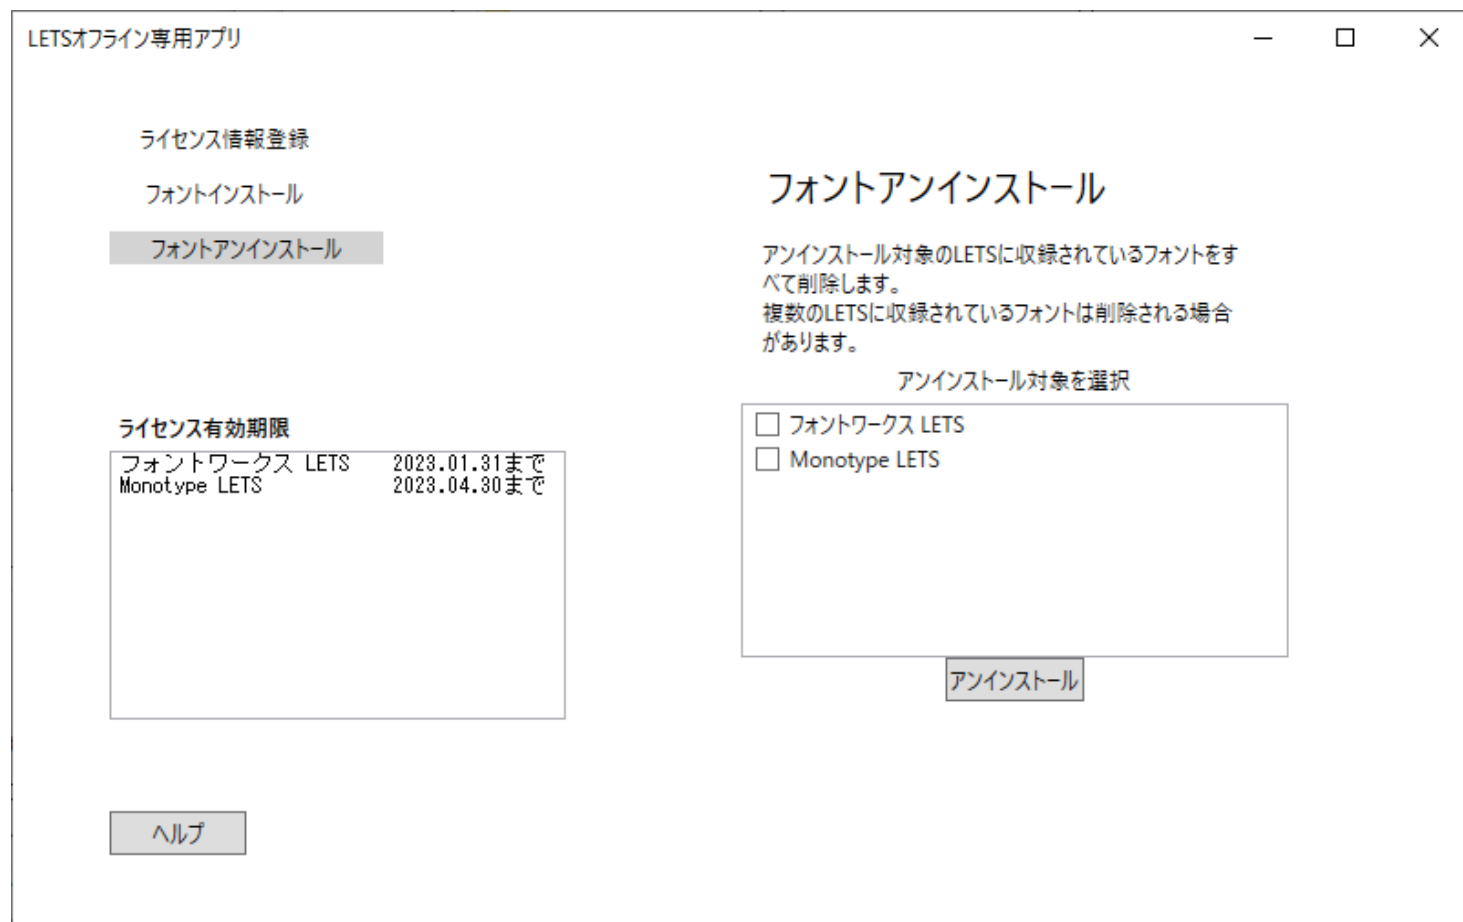 LETSオフライン専用アプリ
ライセンス情報登録
フォントインストール
フォントアンインストール
ライセンス有効期限
フォントワークス LETS 2023.01.31まで
Monotype LETS 2023.04.30まで
ヘルプ
フォントアンインストール
アンインストール対象のLETSに収録されているフォントをす
べて削除します。
複数のLETSに収録されているフォントは削除される場合
があります。
アンインストール対象を選択
フォントワークス LETS
Monotype LETS
アンインストール